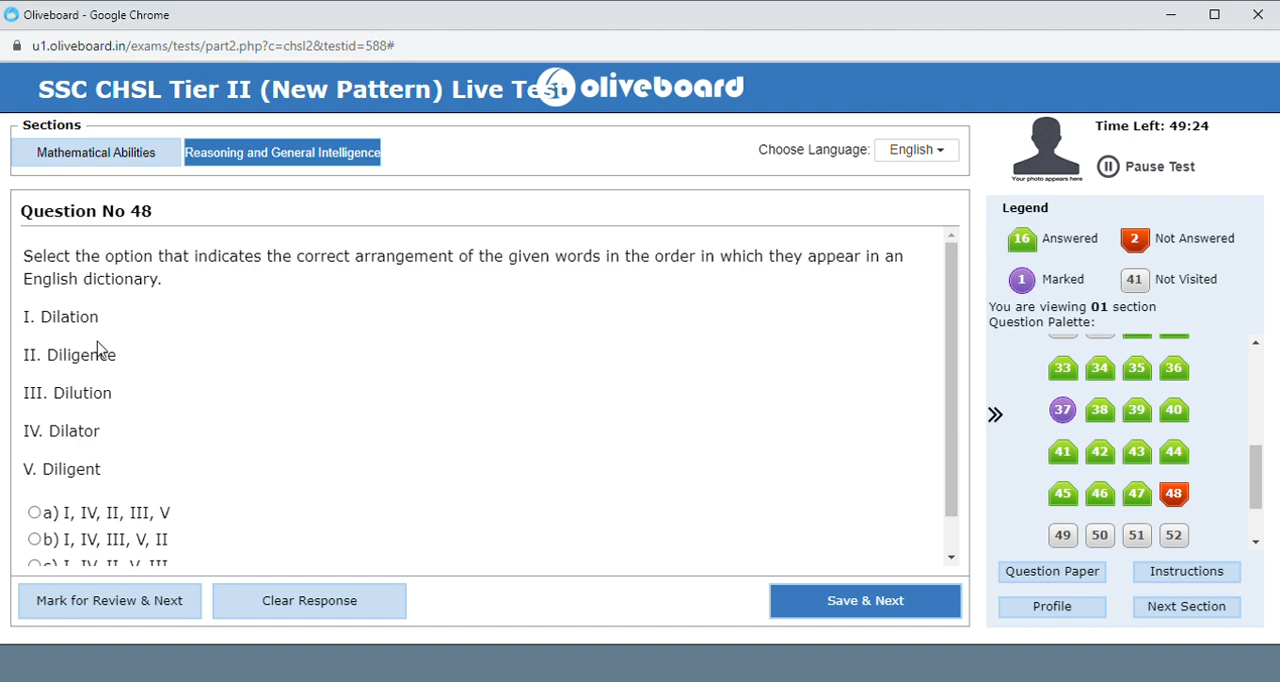 Oliveboard - Google Chrome
u1.oliveboard.in/exams/tests/part2.php?c=chsl2&testid=588#
SSC CHSL Tier II (New Pattern) Live Test
oliveboard
Sections
Mathematical Abilities
Reasoning and General Intelligence
Choose Language:
English
Your photo appears here
Time Left: 49:24
Pause Test
Question No 48
Select the option that indicates the correct arrangement of the given words in the order in which they appear in an
English dictionary.
I. Dilation
II. Diligence
III. Dilution
IV. Dilator
V. Diligent
a) I, IV, II, III, V
b) I, IV, III, V, II
c) I, IV, II, V, III
Mark for Review & Next
Clear Response
Save & Next
Legend
16 Answered
2 Not Answered
1 Marked
41 Not Visited
You are viewing 01 section
Question Palette:
33 34 35 36
37 38 39 40
41 42 43 44
45 46 47 48
49 50 51 52
Question Paper
Instructions
Profile
Next Section